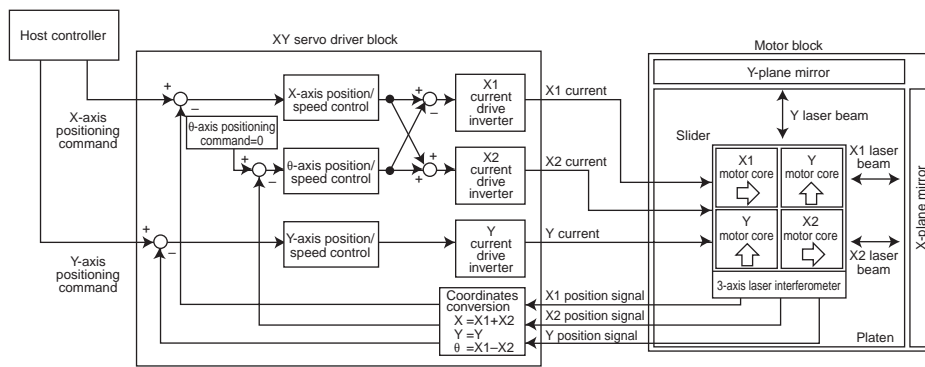 Host controller
XY servo driver block
Motor block
Y-plane mirror
X-axis
positioning
command
θ-axis positioning
command=0
X-axis position/
speed control
X1
current
drive
inverter
X1 current
Y laser beam
Slider
X1
motor core
Y
motor core
X1 laser
beam
X-plane mirror
θ-axis position/
speed control
X2
current
drive
inverter
X2 current
Y-axis
positioning
command
Y-axis position/
speed control
Y
current
drive
inverter
Y current
Y
motor core
X2
motor core
X2 laser
beam
3-axis laser interferometer
Coordinates
conversion
X =X1+X2
Y =Y
θ =X1−X2
X1 position signal
X2 position signal
Y position signal
Platen
+
−
+
−
+
−
+
−
+
+